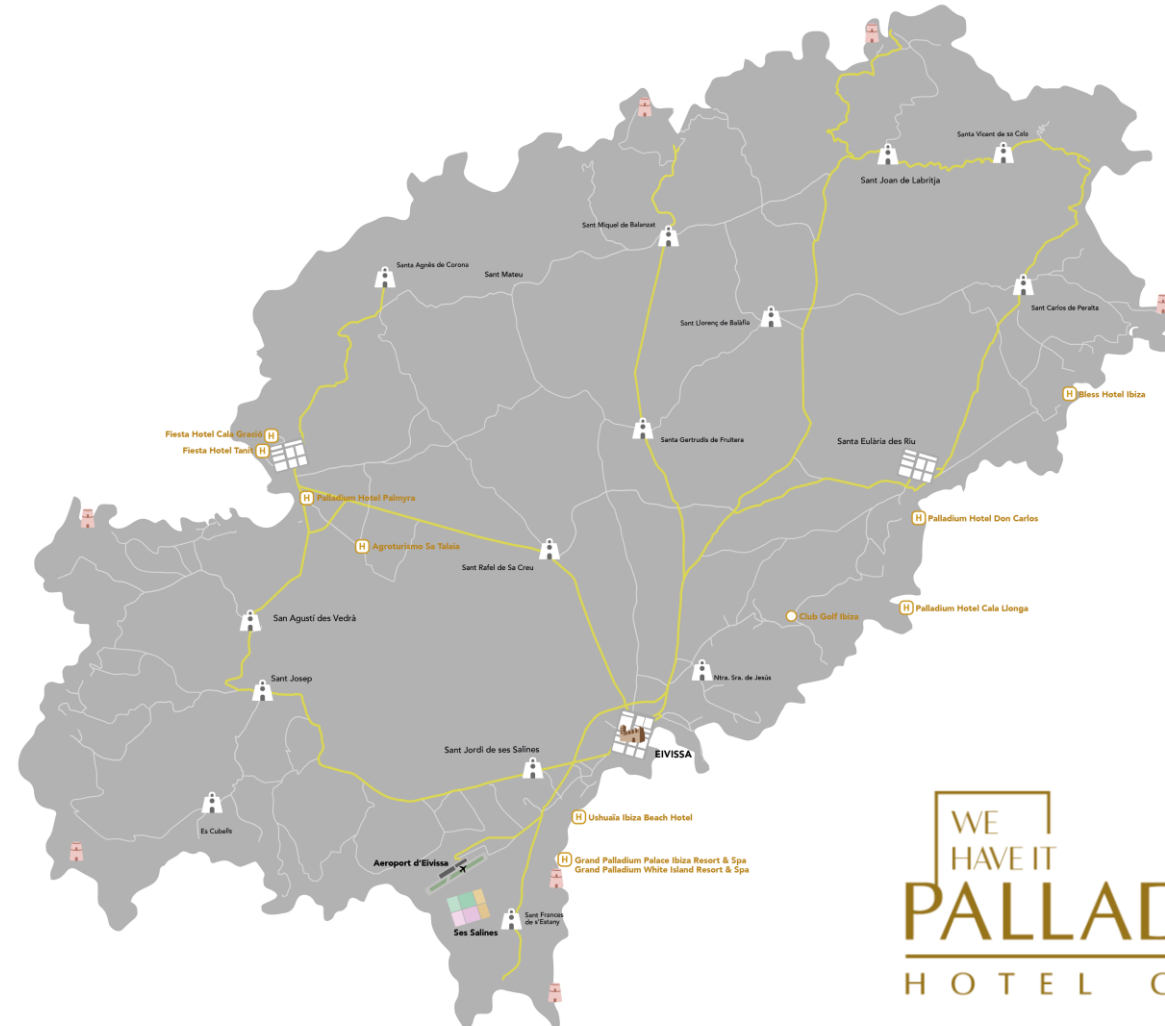 Santa Vicent de sa Cala
Sant Joan de Labritja
Sant Miquel de Balanzat
Santa Agnès de Corona
Sant Mateu
Sant Carlos de Peralta
Sant Llorenç de Balàfia
Bless Hotel Ibiza
Fiesta Hotel Cala Gració
H
Santa Gertrudis de Fruitera
Santa Eulària des Riu
Fiesta Hotel Tanit
H
H
H
Palladium Hotel Palmyra
H
Palladium Hotel Don Carlos
H
Agroturismo Sa Talaia
Sant Rafel de Sa Creu
H
Palladium Hotel Cala Llonga
San Agustí des Vedrà
Club Golf Ibiza
Sant Josep
Ntra. Sra. de Jesús
Sant Jordi de ses Salines
EIVISSA
Es Cubells
H
Ushuaïa Ibiza Beach Hotel
Aeroport d'Eivissa
H
Grand Palladium Palace Ibiza Resort & Spa
Grand Palladium White Island Resort & Spa
Sant Frances
de s'Estany
Ses Salines
WE
HAVE IT
PALLAD
HOTEL